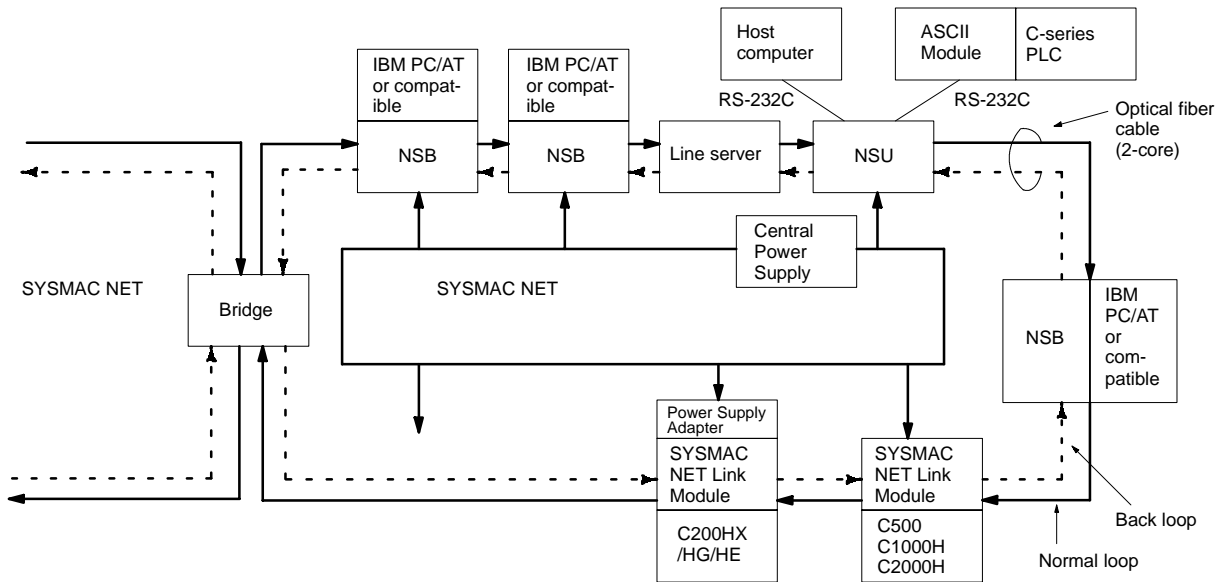 Host
computer
ASCII
Module
C-series
PLC
IBM PC/AT
or compat-
ible
IBM PC/AT
or compat-
ible
RS-232C
RS-232C
Optical fiber
cable
(2-core)
NSB
NSB
Line server
NSU
Central
Power
Supply
SYSMAC NET
Bridge
SYSMAC NET
NSB
IBM
PC/AT
or
com-
patible
Power Supply
Adapter
SYSMAC
NET Link
Module
SYSMAC
NET Link
Module
C200HX
/HG/HE
C500
C1000H
C2000H
Back loop
Normal loop